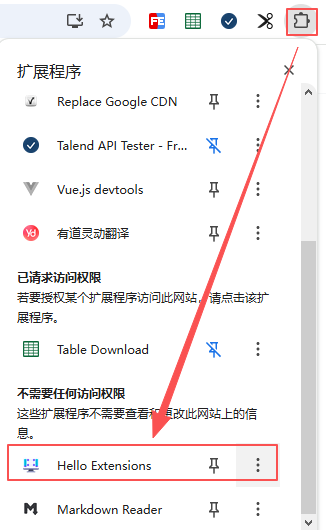 扩展程序
Replace Google CDN
Talend API Tester - Fr...
Vue.js devtools
有道灵动翻译
已请求访问权限
若要授权某个扩展程序访问此网站，请点击该扩
展程序。
Table Download
不需要任何访问权限
这些扩展程序不需要查看和更改此网站上的信
息。
Hello Extensions
Markdown Reader